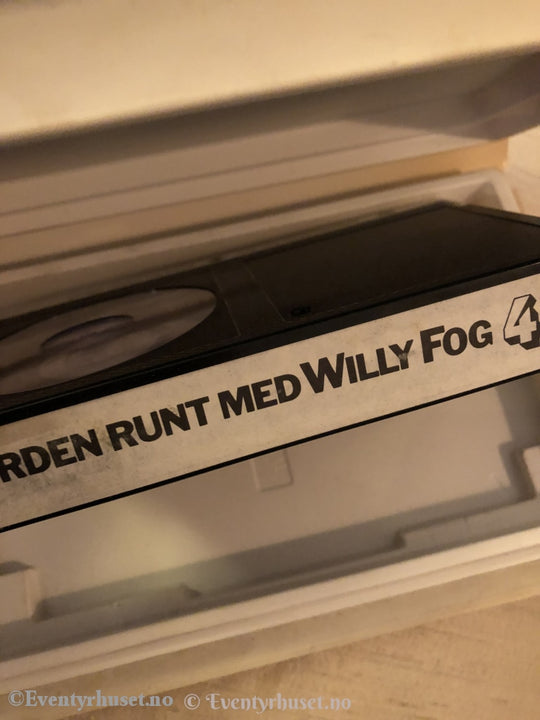 RDEN RUNT MED WILLY FOG 4
©Eventyrhuset.no © Eventyrhuset.no